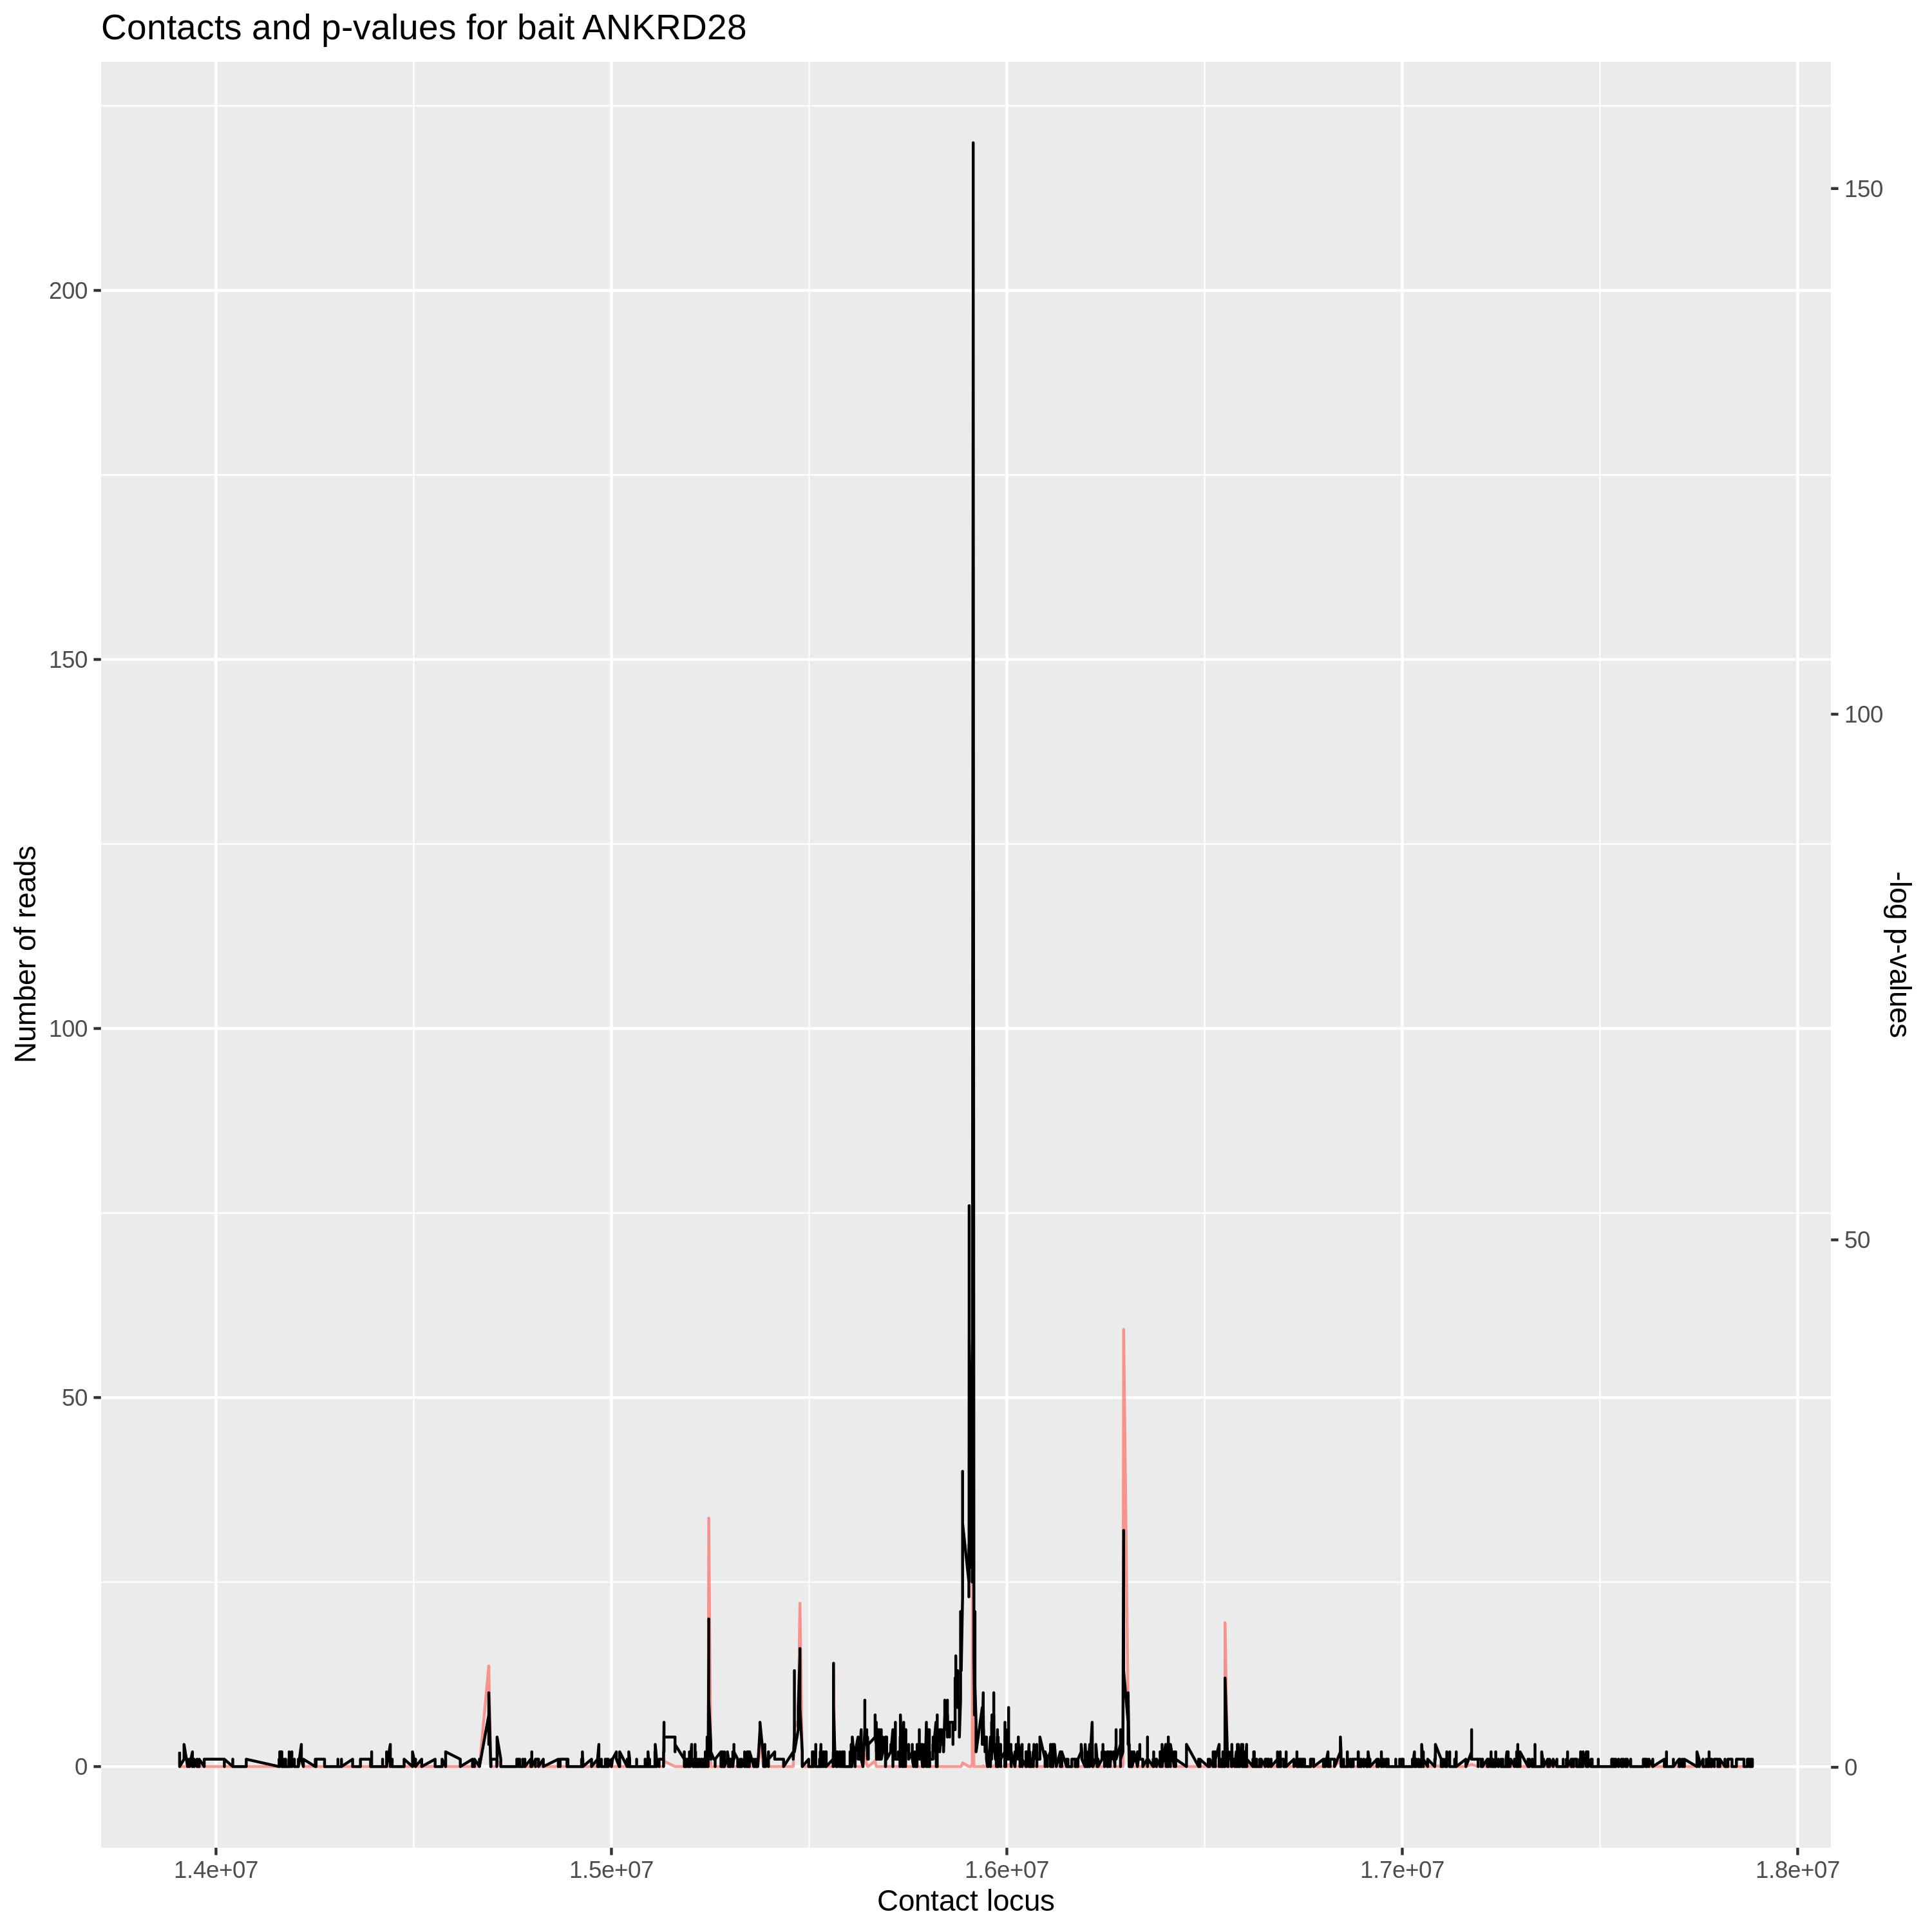 Contacts and p-values for bait ANKRD28
Number of reads
200
150
100
50
0
150
100
50
0
-log p-values
1.4e+07
1.5e+07
1.6e+07
1.7e+07
1.8e+07
Contact locus